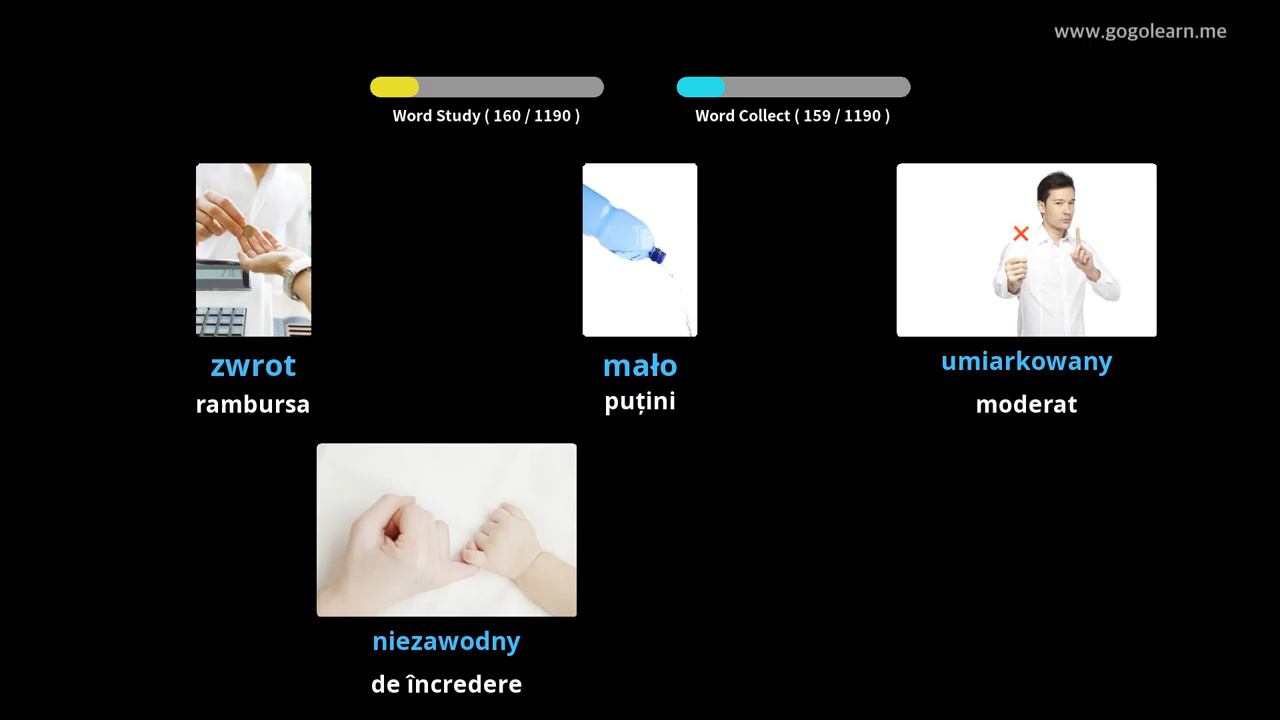 www.gogolearn.me
Word Study ( 160 / 1190 )
Word Collect ( 159 / 1190 )
zwrot
rambursa
mało
puțini
umiarkowany
moderat
niezawodny
de încredere